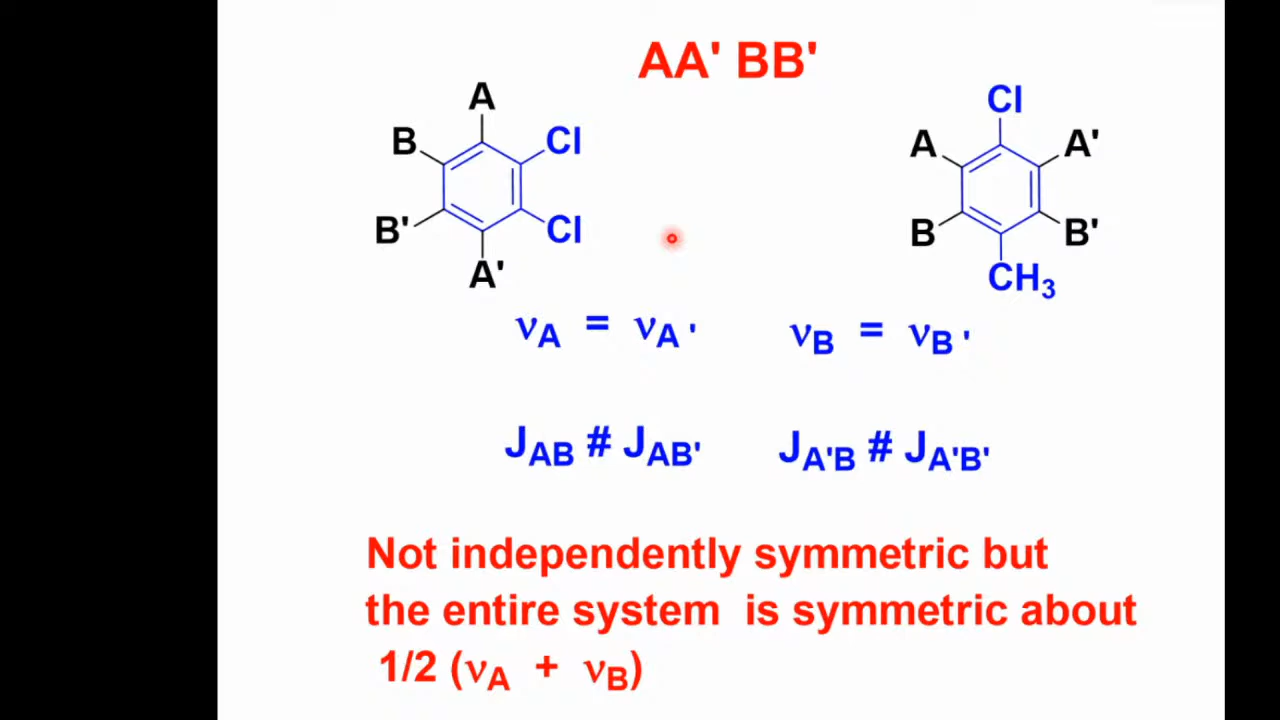 AA' BB'
A
B Cl
B' Cl
A'
Cl
A A'
B B'
CH₃
νA = νA' νB = νB'
JAB # JAB' JA'B # JA'B'
Not independently symmetric but
the entire system is symmetric about
1/2 (νA + νB)